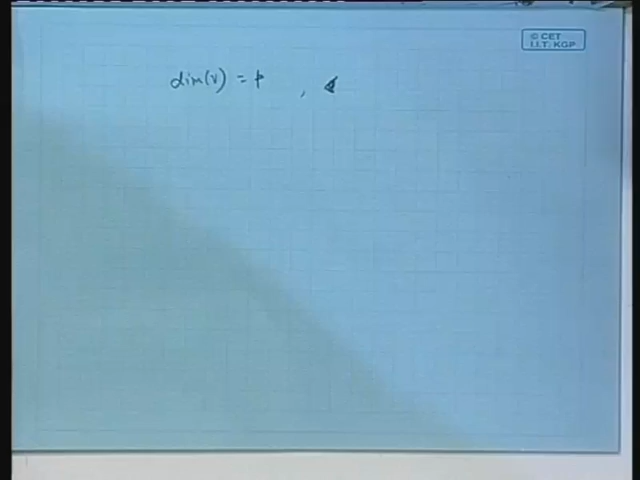 © CET
I.I.T. KGP
dim(V) = p ,